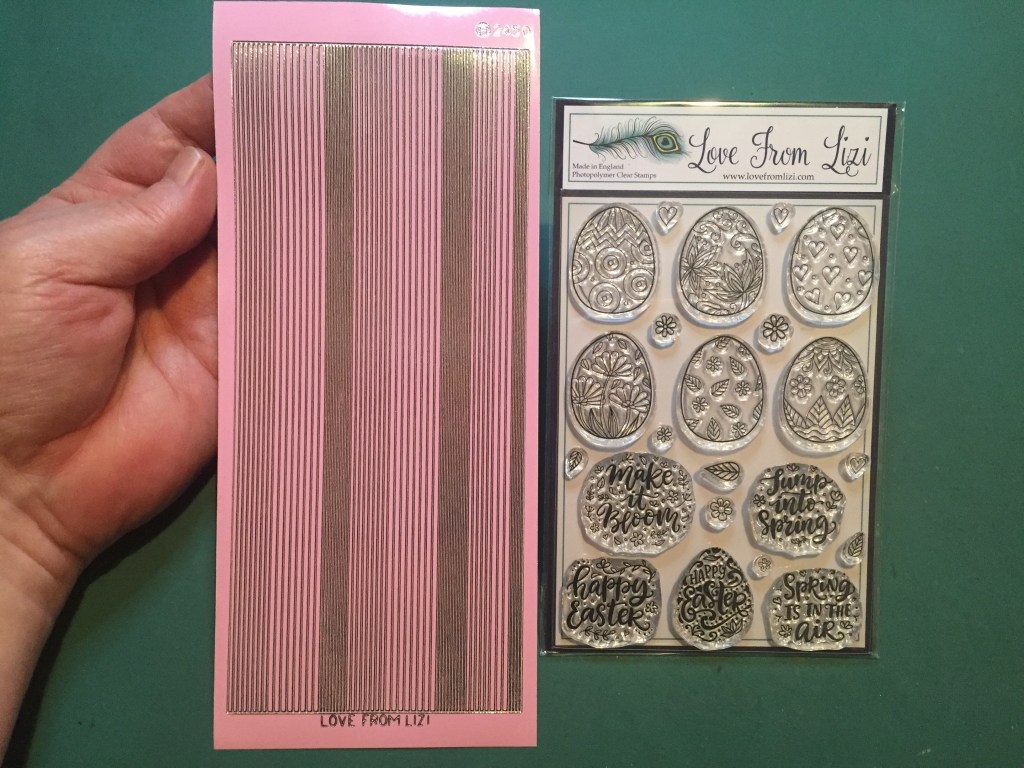 2450
LOVE FROM LIZI
Love From Lizi
Made in England
Photopolymer Clear Stamps
www.lovefromlizi.com
Make
it
Bloom
Jump
into
Spring
happy
Easter
HAPPY
Easter
SPRING
IS IN THE
aiR